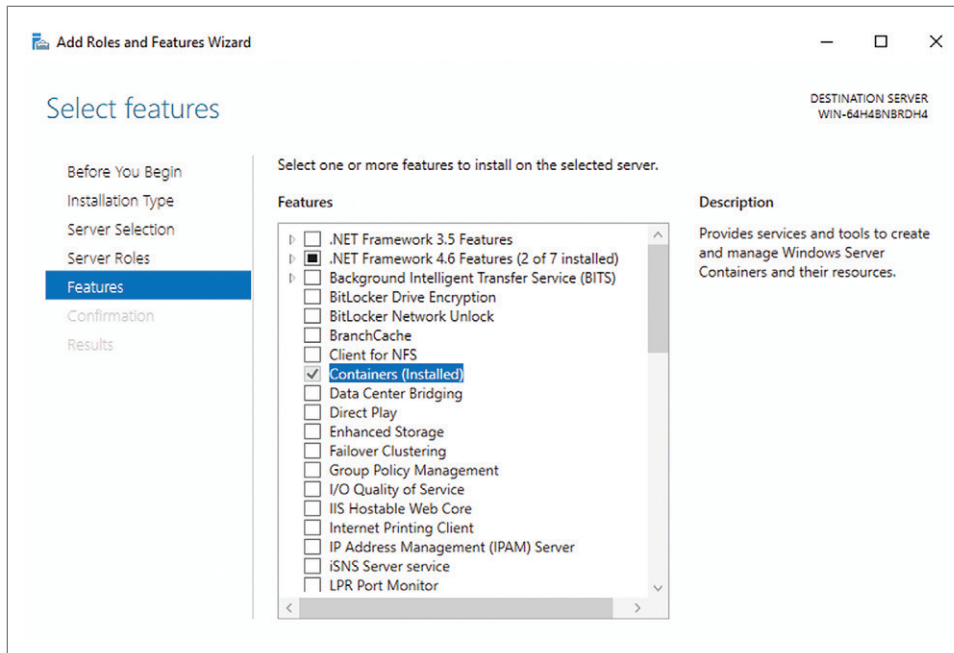 Add Roles and Features Wizard
Select features
DESTINATION SERVER
WIN-64H4BNBRDH4
Before You Begin
Installation Type
Server Selection
Server Roles
Features
Confirmation
Results
Select one or more features to install on the selected server.
Features
.NET Framework 3.5 Features
.NET Framework 4.6 Features (2 of 7 installed)
Background Intelligent Transfer Service (BITS)
BitLocker Drive Encryption
BitLocker Network Unlock
BranchCache
Client for NFS
Containers (Installed)
Data Center Bridging
Direct Play
Enhanced Storage
Failover Clustering
Group Policy Management
I/O Quality of Service
IIS Hostable Web Core
Internet Printing Client
IP Address Management (IPAM) Server
iSNS Server service
LPR Port Monitor
Description
Provides services and tools to create
and manage Windows Server
Containers and their resources.